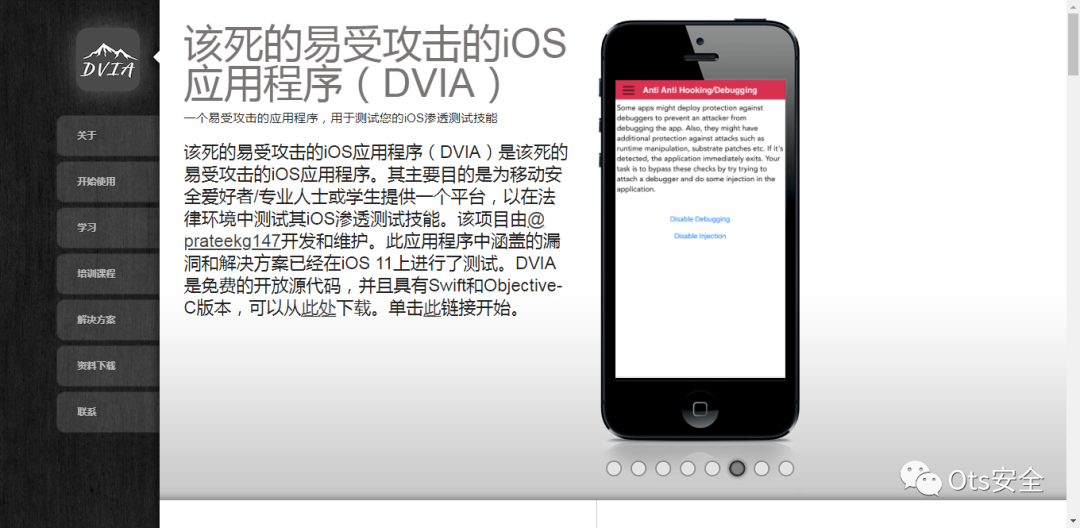 DVIA
关于
开始使用
学习
培训课程
解决方案
资料下载
联系
该死的易受攻击的iOS
应用程序（DVIA）
一个易受攻击的应用程序，用于测试您的iOS渗透测试技能
该死的易受攻击的iOS应用程序（DVIA）是该死的
易受攻击的iOS应用程序。其主要目的是为移动安
全爱好者/专业人士或学生提供一个平台，以在法
律环境中测试其iOS渗透测试技能。该项目由@
prateekg147开发和维护。此应用程序中涵盖的漏
洞和解决方案已经在iOS 11上进行了测试。DVIA
是免费的开放源代码，并且具有Swift和Objective-
C版本，可以从此处下载。单击此链接开始。
Anti Anti Hooking/Debugging
Some apps might deploy protection against
debuggers to prevent an attacker from
debugging the app. Also, they might have
additional protection against attacks such as
runtime manipulation, substrate patches etc. If it's
detected, the application immediately exits. Your
task is to bypass these checks by try trying to
attach a debugger and do some injection in the
application.
Disable Debugging
Disable Injection
Ots安全